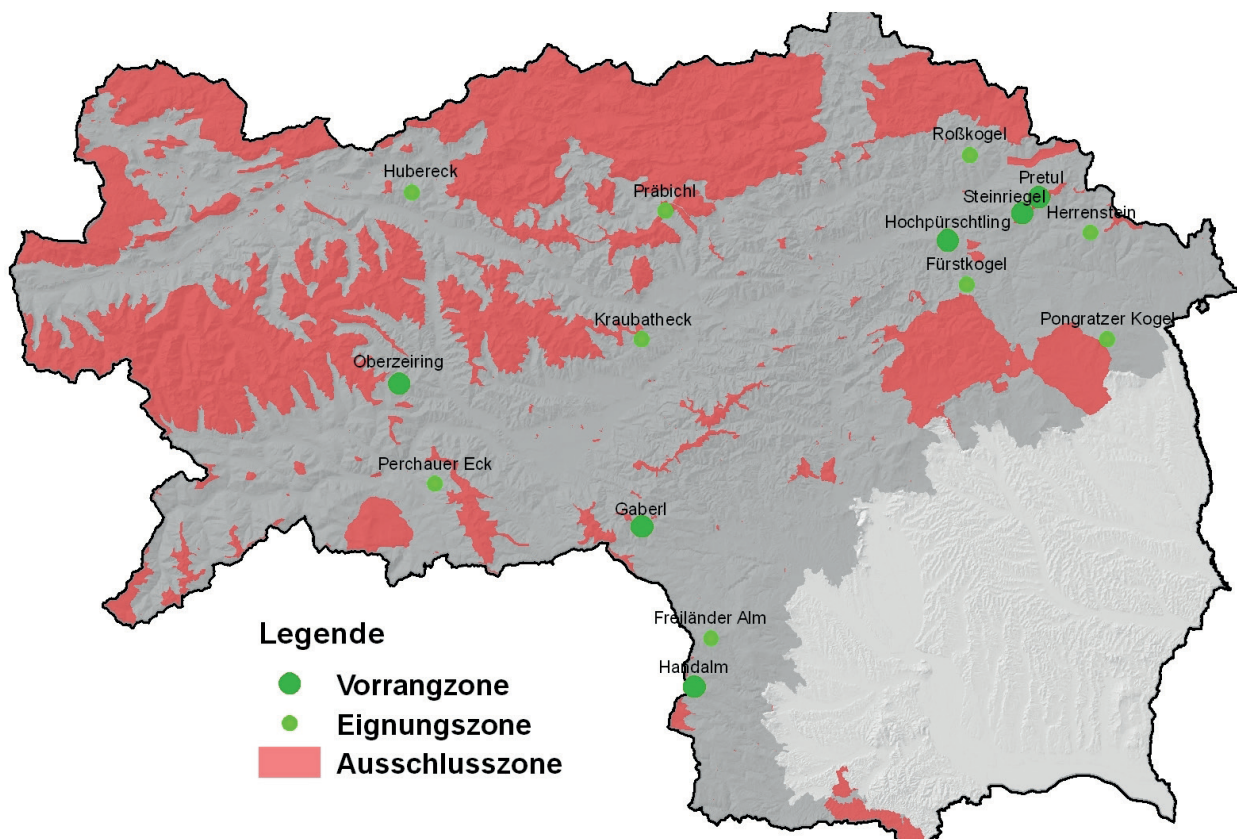 Roßkogel
Hubereck
Pretul
Präbichl
Steinriegel
Herrenstein
Hochpürschtling
Fürstkogel
Kraubatheck
Pongratzer Kogel
Oberzeiring
Perchauer Eck
Gaberl
Freiländer Alm
Handalm
Legende
Vorrangzone
Eignungszone
Ausschlusszone